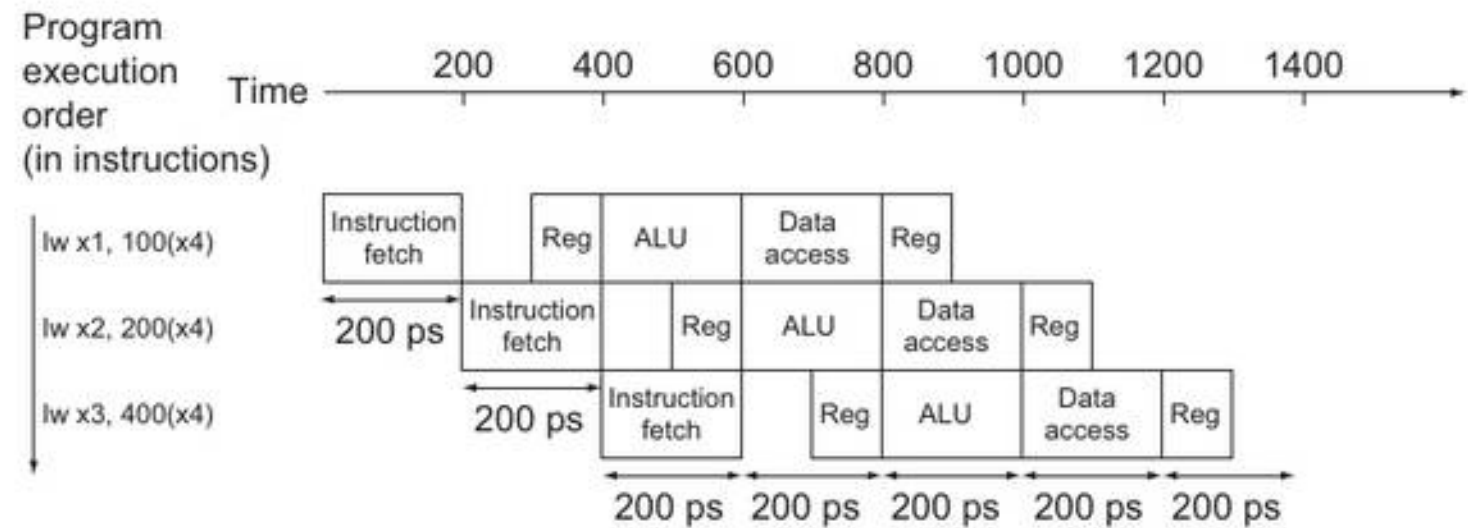 Program
execution
order
(in instructions)
Time
200 400 600 800 1000 1200 1400
lw x1, 100(x4)
Instruction
fetch
Reg
ALU
Data
access
Reg
200 ps
lw x2, 200(x4)
Instruction
fetch
Reg
ALU
Data
access
Reg
200 ps
lw x3, 400(x4)
Instruction
fetch
Reg
ALU
Data
access
Reg
200 ps 200 ps 200 ps 200 ps 200 ps